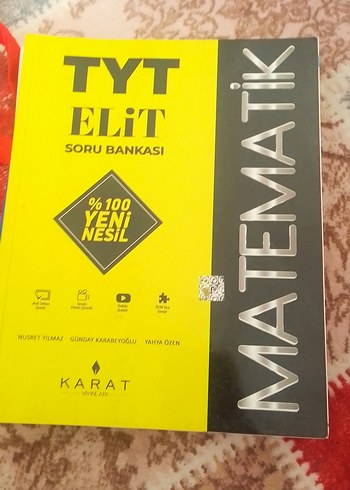 TYT
ELiT
SORU BANKASI
% 100
YENİ
NESİL
NUSRET YILMAZ GÜNDAY KARABEYOĞLU YAHYA ÖZEN
KARAT
YAYINLARI
MATEMATİK